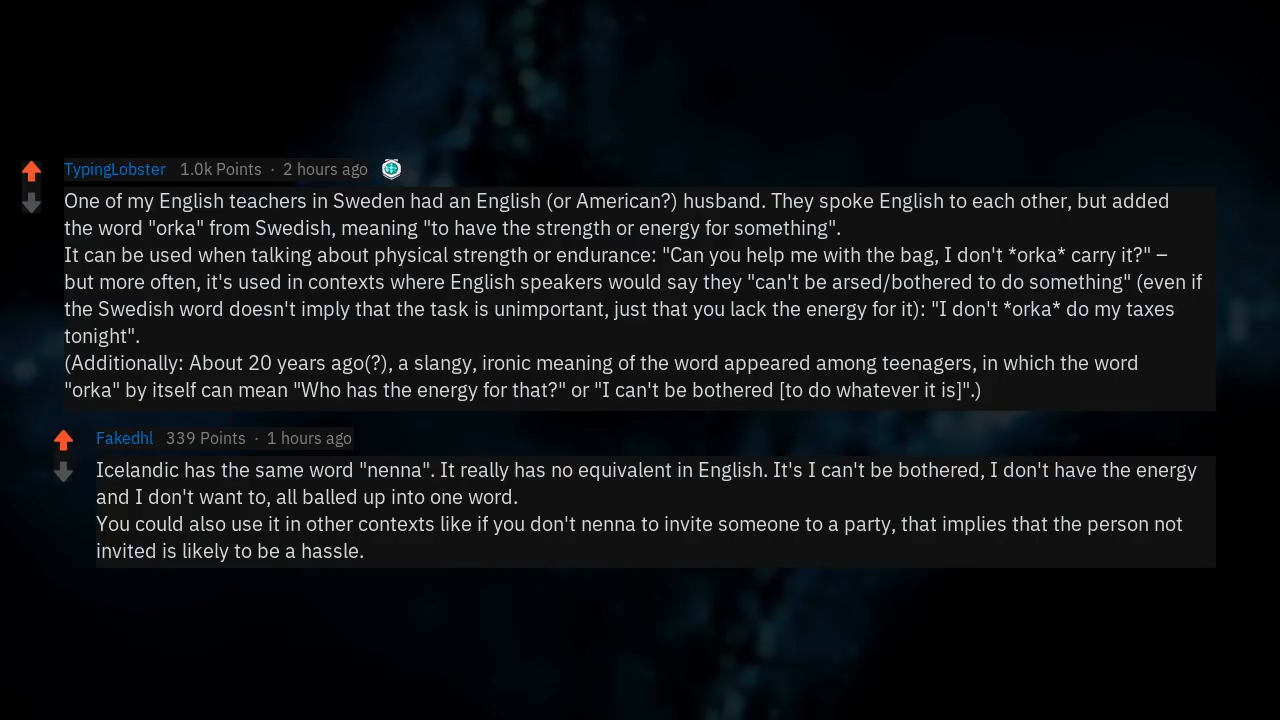 TypingLobster 1.0k Points · 2 hours ago
One of my English teachers in Sweden had an English (or American?) husband. They spoke English to each other, but added
the word "orka" from Swedish, meaning "to have the strength or energy for something".
It can be used when talking about physical strength or endurance: "Can you help me with the bag, I don't *orka* carry it?" –
but more often, it's used in contexts where English speakers would say they "can't be arsed/bothered to do something" (even if
the Swedish word doesn't imply that the task is unimportant, just that you lack the energy for it): "I don't *orka* do my taxes
tonight".
(Additionally: About 20 years ago(?), a slangy, ironic meaning of the word appeared among teenagers, in which the word
"orka" by itself can mean "Who has the energy for that?" or "I can't be bothered [to do whatever it is]".)
Fakedhl 339 Points · 1 hours ago
Icelandic has the same word "nenna". It really has no equivalent in English. It's I can't be bothered, I don't have the energy
and I don't want to, all balled up into one word.
You could also use it in other contexts like if you don't nenna to invite someone to a party, that implies that the person not
invited is likely to be a hassle.